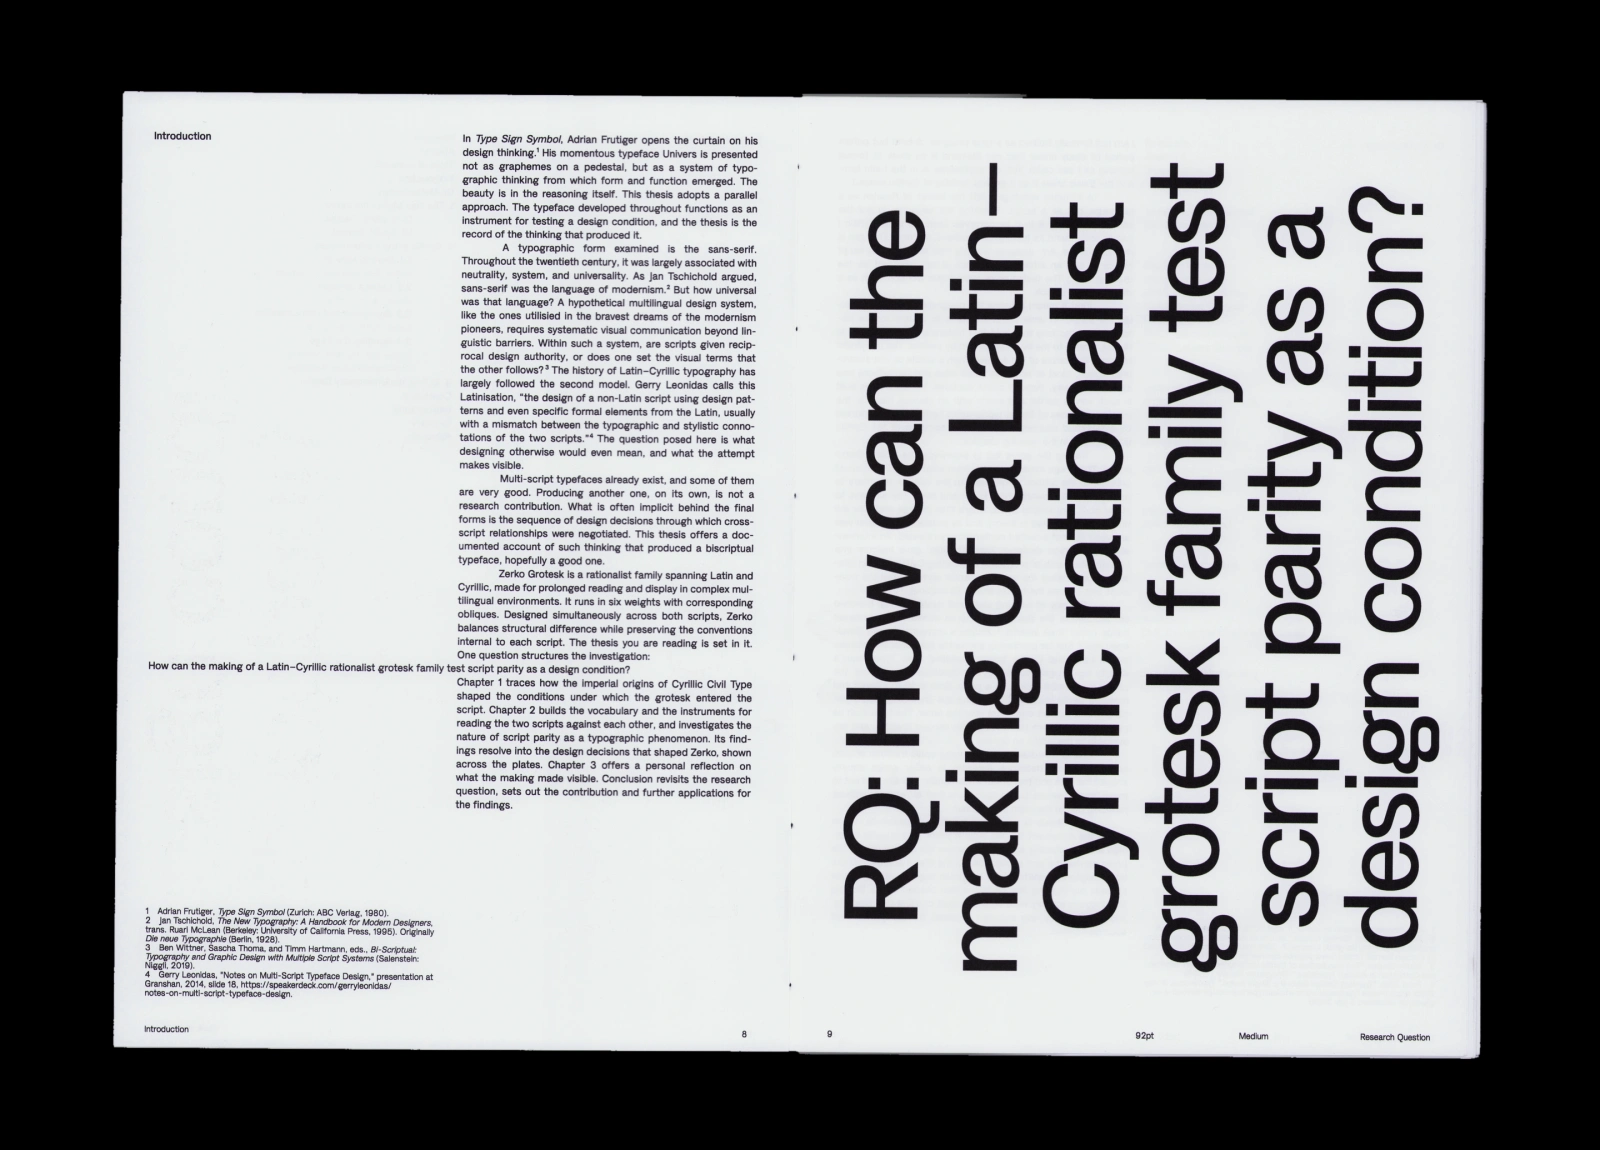 Introduction
In Type Sign Symbol, Adrian Frutiger opens the curtain on his
design thinking.¹ His momentous typeface Univers is presented
not as graphemes on a pedestal, but as a system of typo-
graphic thinking from which form and function emerged. The
beauty is in the reasoning itself. This thesis adopts a parallel
approach. The typeface developed throughout functions as an
instrument for testing a design condition, and the thesis is the
record of the thinking that produced it.
A typographic form examined is the sans-serif.
Throughout the twentieth century, it was largely associated with
neutrality, system, and universality. As Jan Tschichold argued,
sans-serif was the language of modernism.² But how universal
was that language? A hypothetical multilingual design system,
like the ones utilisied in the bravest dreams of the modernism
pioneers, requires systematic visual communication beyond lin-
guistic barriers. Within such a system, are scripts given recip-
rocal design authority, or does one set the visual terms that
the other follows?³ The history of Latin–Cyrillic typography has
largely followed the second model. Gerry Leonidas calls this
Latinisation, "the design of a non-Latin script using design pat-
terns and even specific formal elements from the Latin, usually
with a mismatch between the typographic and stylistic conno-
tations of the two scripts."⁴ The question posed here is what
designing otherwise would even mean, and what the attempt
makes visible.
Multi-script typefaces already exist, and some of them
are very good. Producing another one, on its own, is not a
research contribution. What is often implicit behind the final
forms is the sequence of design decisions through which cross-
script relationships were negotiated. This thesis offers a doc-
umented account of such thinking that produced a biscriptual
typeface, hopefully a good one.
Zerko Grotesk is a rationalist family spanning Latin and
Cyrillic, made for prolonged reading and display in complex mul-
tilingual environments. It runs in six weights with corresponding
obliques. Designed simultaneously across both scripts, Zerko
balances structural difference while preserving the conventions
internal to each script. The thesis you are reading is set in it.
One question structures the investigation:
How can the making of a Latin–Cyrillic rationalist grotesk family test script parity as a design condition?
Chapter 1 traces how the imperial origins of Cyrillic Civil Type
shaped the conditions under which the grotesk entered the
script. Chapter 2 builds the vocabulary and the instruments for
reading the two scripts against each other, and investigates the
nature of script parity as a typographic phenomenon. Its find-
ings resolve into the design decisions that shaped Zerko, shown
across the plates. Chapter 3 offers a personal reflection on
what the making made visible. Conclusion revisits the research
question, sets out the contribution and further applications for
the findings.
1 Adrian Frutiger, Type Sign Symbol (Zurich: ABC Verlag, 1980).
2 Jan Tschichold, The New Typography: A Handbook for Modern Designers,
trans. Ruari McLean (Berkeley: University of California Press, 1995). Originally
Die neue Typographie (Berlin, 1928).
3 Ben Wittner, Sascha Thoma, and Timm Hartmann, eds., Bi-Scriptual:
Typography and Graphic Design with Multiple Script Systems (Salenstein:
Niggli, 2019).
4 Gerry Leonidas, "Notes on Multi-Script Typeface Design," presentation at
Granshan, 2014, slide 18, https://speakerdeck.com/gerryleonidas/
notes-on-multi-script-typeface-design.
Introduction
8
RQ: How can the
making of a Latin–
Cyrillic rationalist
grotesk family test
script parity as a
design condition?
9
92pt
Medium
Research Question